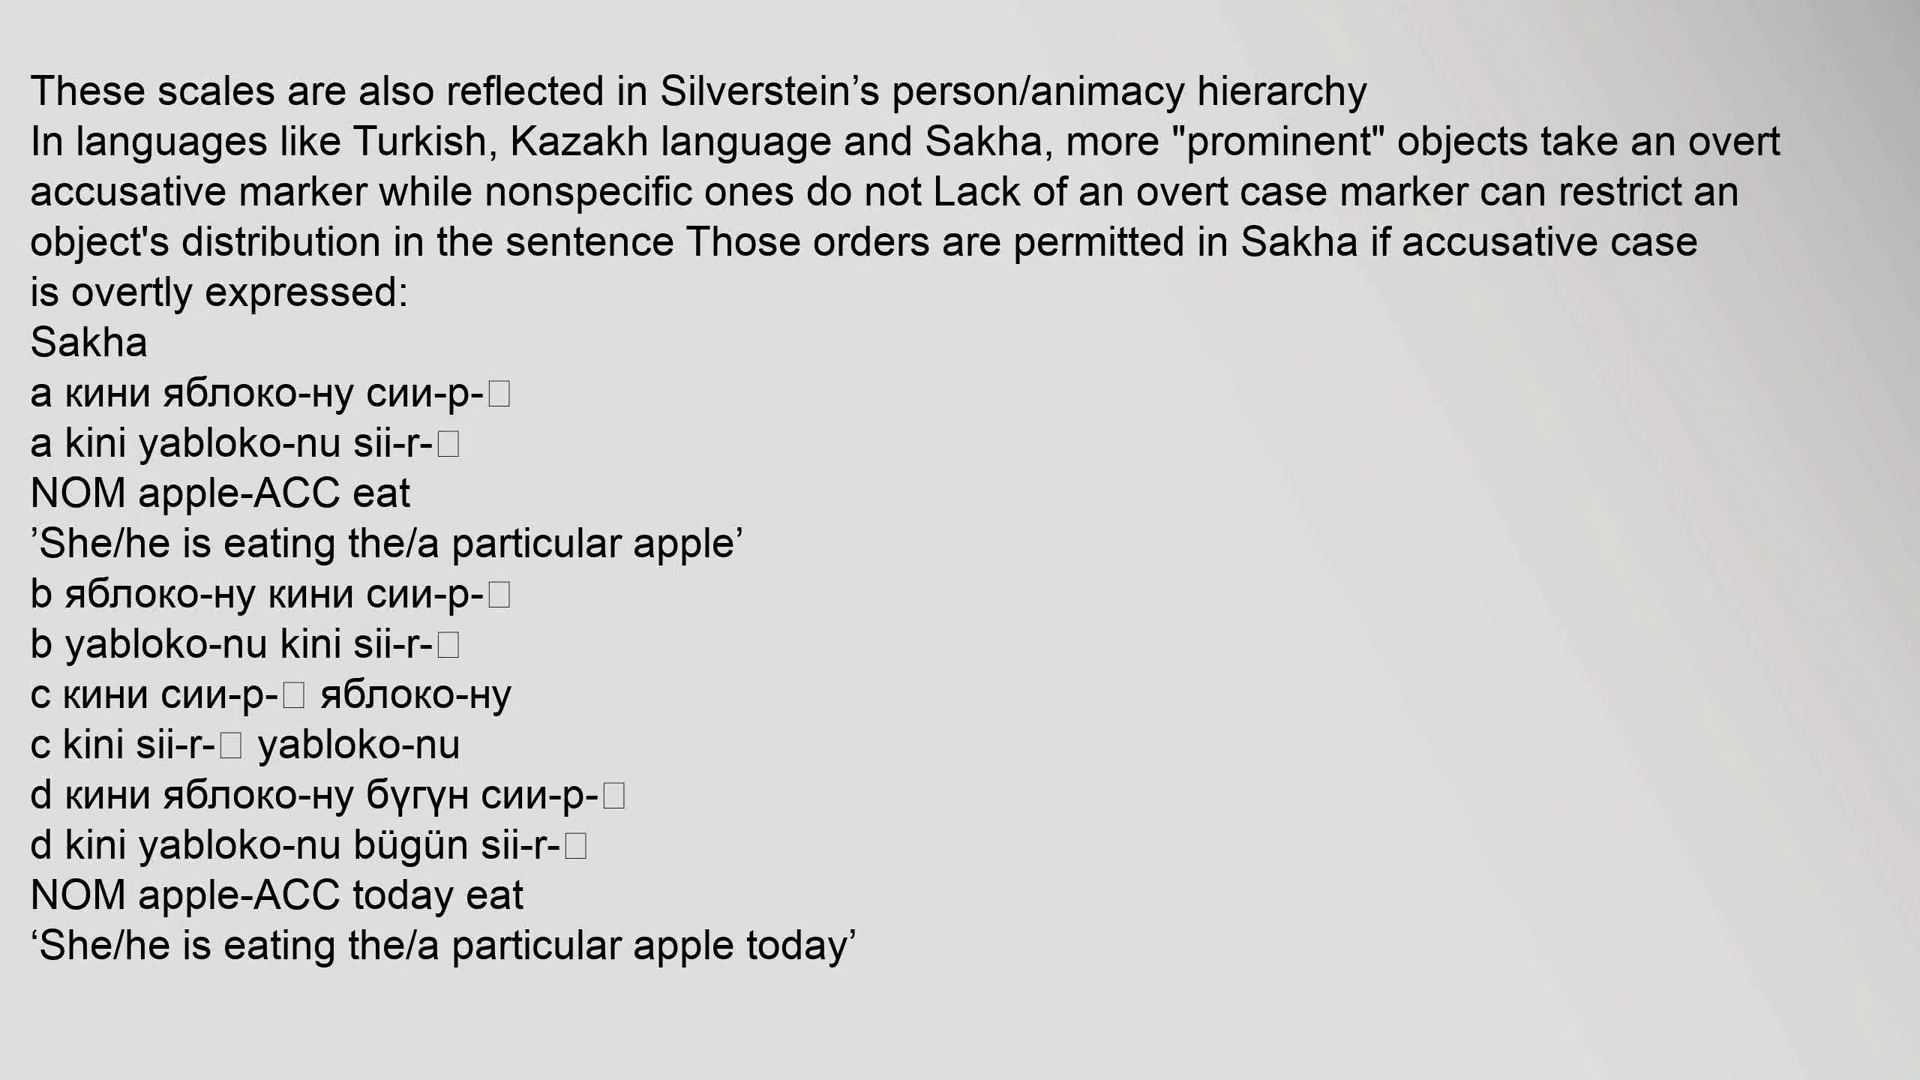 These scales are also reflected in Silverstein’s person/animacy hierarchy
In languages like Turkish, Kazakh language and Sakha, more "prominent" objects take an overt
accusative marker while nonspecific ones do not Lack of an overt case marker can restrict an
object's distribution in the sentence Those orders are permitted in Sakha if accusative case
is overtly expressed:
Sakha
a кини яблоко-ну сии-р-□
a kini yabloko-nu sii-r-□
NOM apple-ACC eat
’She/he is eating the/a particular apple’
b яблоко-ну кини сии-р-□
b yabloko-nu kini sii-r-□
c кини сии-р-□ яблоко-ну
c kini sii-r-□ yabloko-nu
d кини яблоко-ну бүгүн сии-р-□
d kini yabloko-nu bügün sii-r-□
NOM apple-ACC today eat
‘She/he is eating the/a particular apple today’